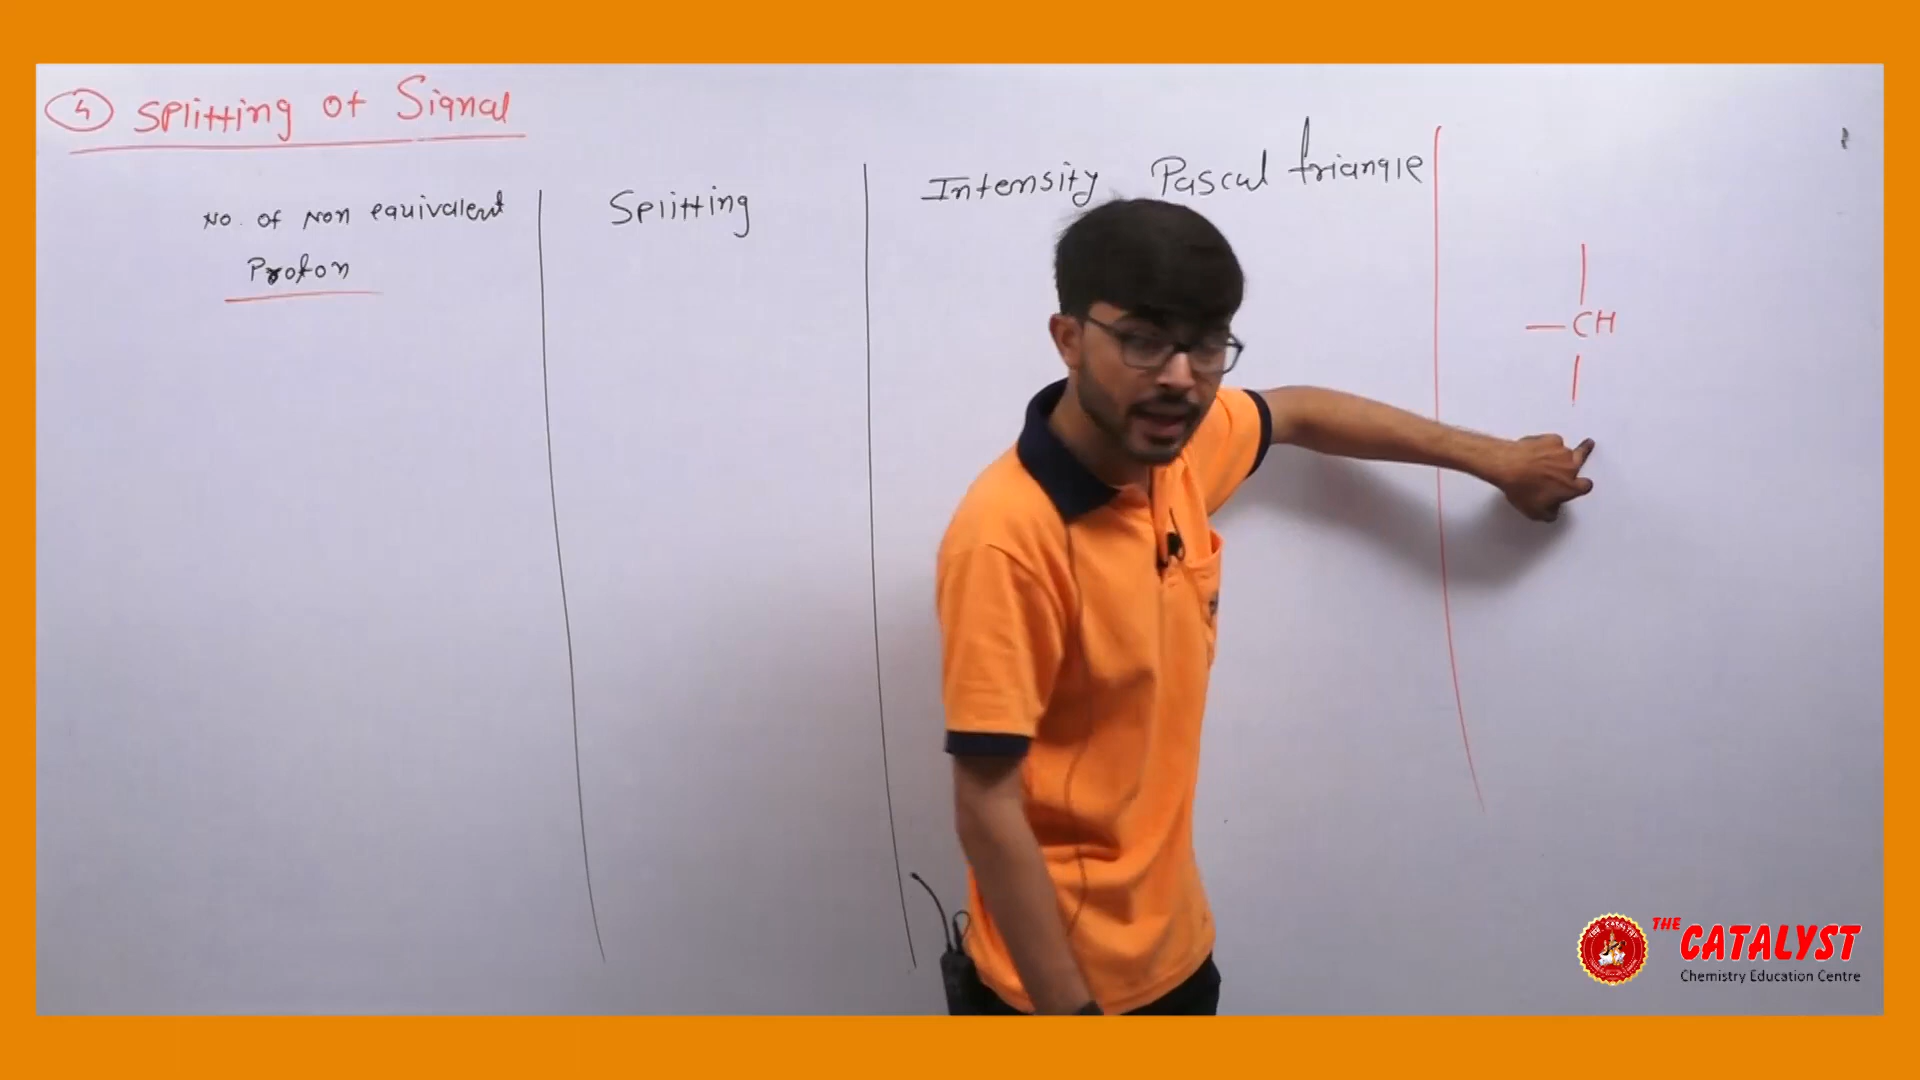 4 Splitting of Signal
No. of Non equivalent
Proton
Splitting
Intensity Pascal triangle
— CH
THE CATALYST
Chemistry Education Centre